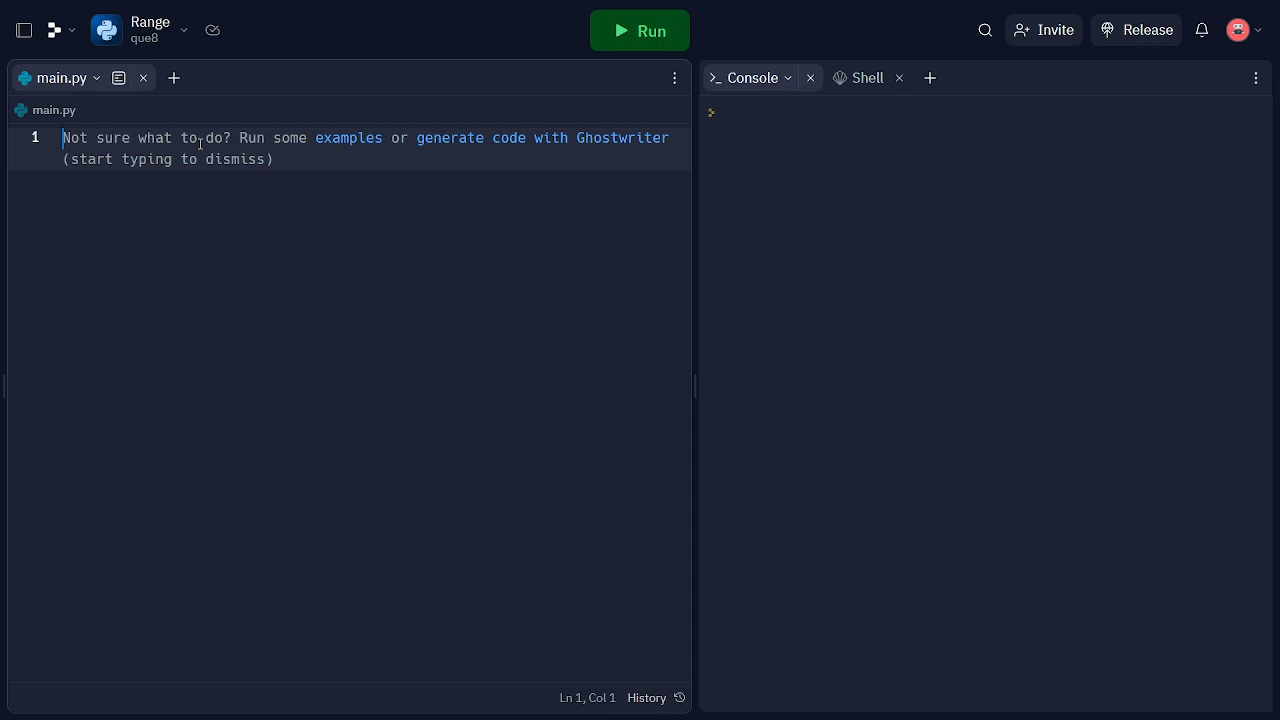 Range
que8
Run
Invite
Release
main.py
Console
Shell
main.py
1 Not sure what to do? Run some examples or generate code with Ghostwriter
(start typing to dismiss)
Ln 1, Col 1 History